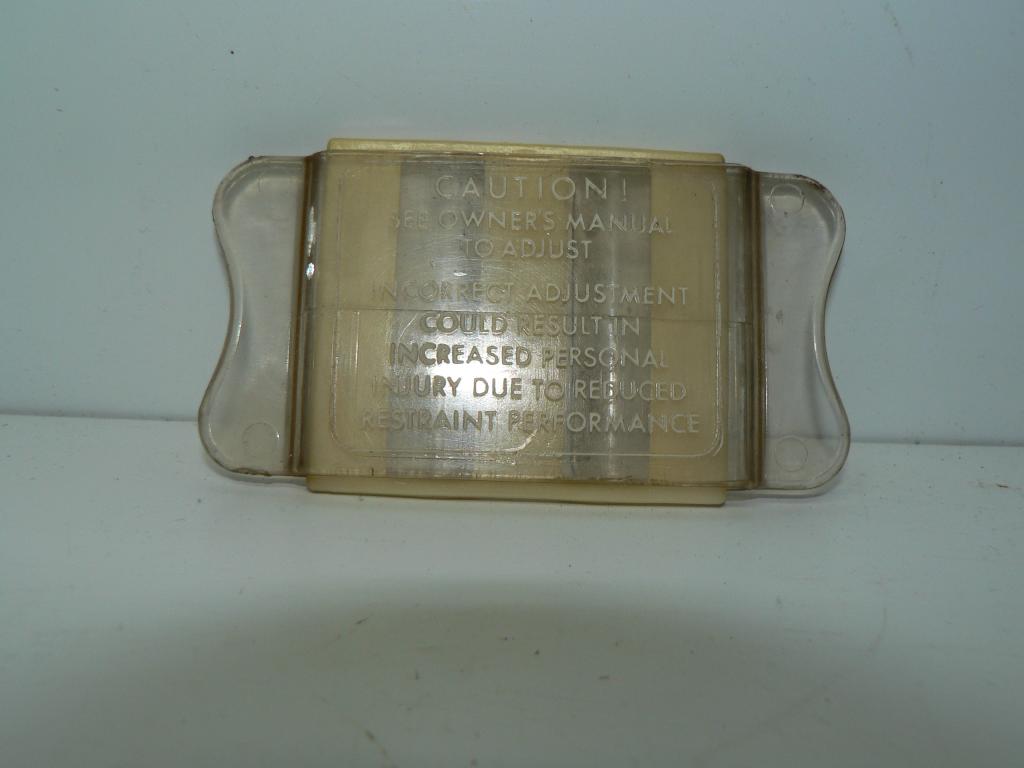 CAUTION!
SEE OWNER'S MANUAL
TO ADJUST
INCORRECT ADJUSTMENT
COULD RESULT IN
INCREASED PERSONAL
INJURY DUE TO REDUCED
RESTRAINT PERFORMANCE